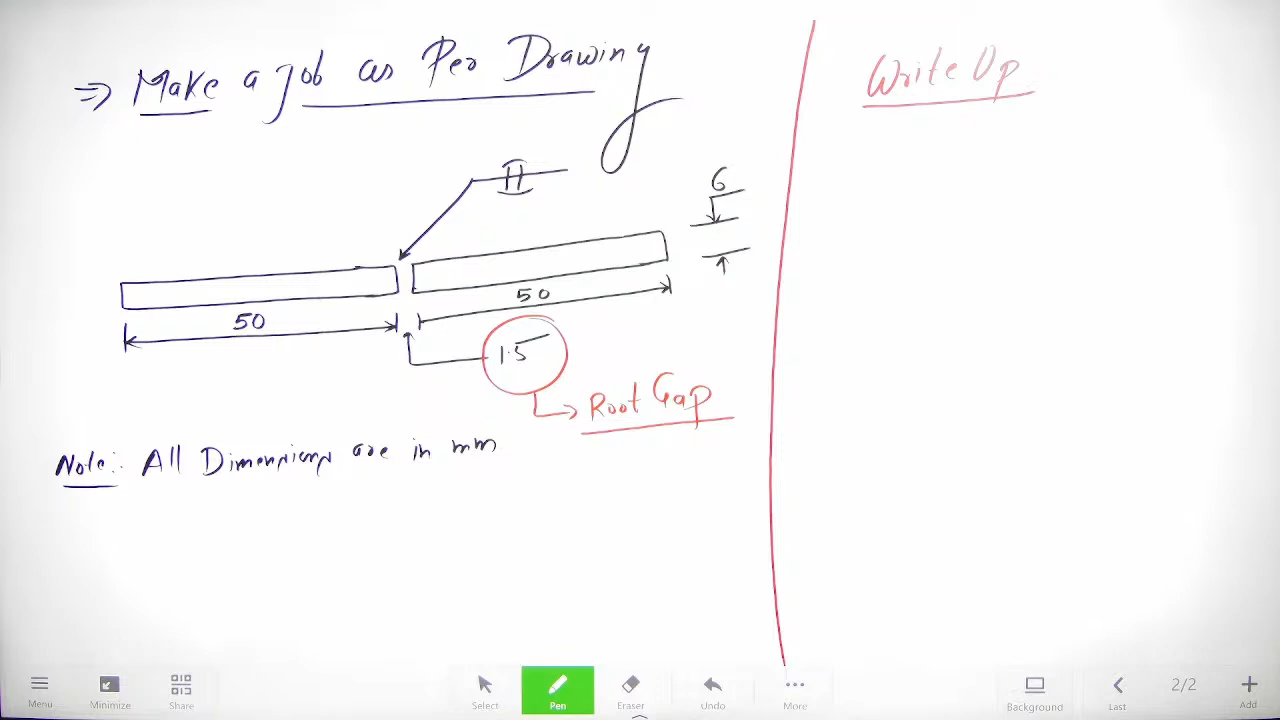 ⇒ Make a Job as Per Drawing
Write Up
6
50
50
1.5
Root Gap
Note:- All Dimensions are in mm
Menu
Minimize
Share
Select
Pen
Eraser
Undo
More
Background
Last
2/2
Add